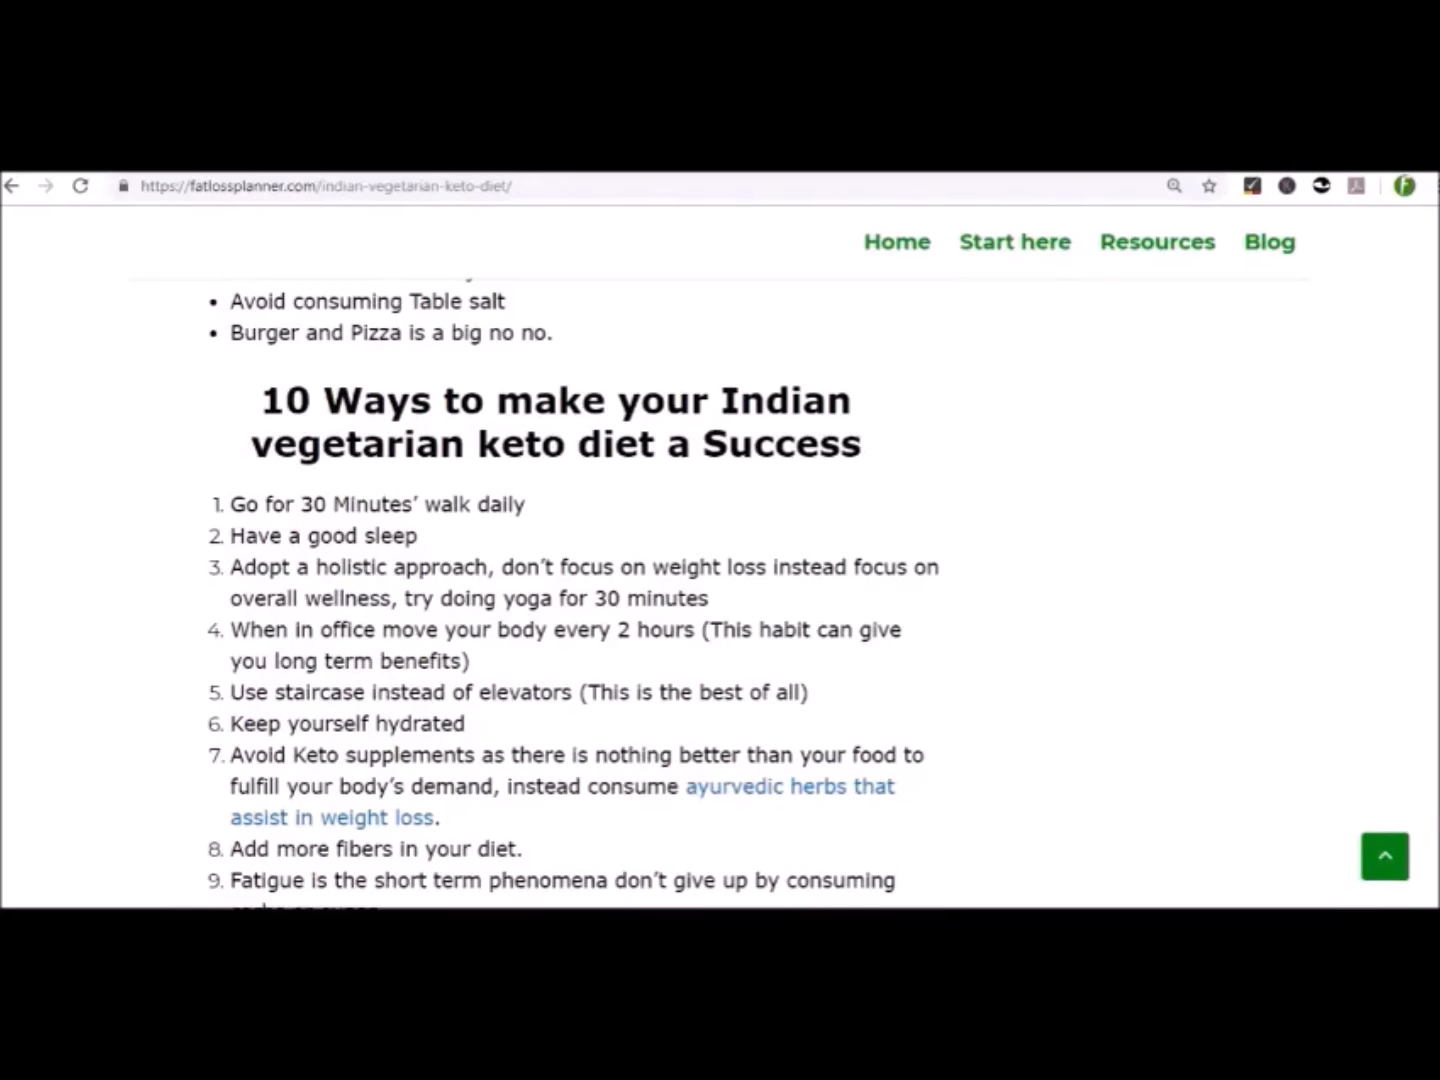 https://fatlossplanner.com/indian-vegetarian-keto-diet/
Home Start here Resources Blog
• Avoid consuming Table salt
• Burger and Pizza is a big no no.
10 Ways to make your Indian
vegetarian keto diet a Success
1. Go for 30 Minutes’ walk daily
2. Have a good sleep
3. Adopt a holistic approach, don’t focus on weight loss instead focus on
overall wellness, try doing yoga for 30 minutes
4. When in office move your body every 2 hours (This habit can give
you long term benefits)
5. Use staircase instead of elevators (This is the best of all)
6. Keep yourself hydrated
7. Avoid Keto supplements as there is nothing better than your food to
fulfill your body’s demand, instead consume ayurvedic herbs that
assist in weight loss.
8. Add more fibers in your diet.
9. Fatigue is the short term phenomena don’t give up by consuming